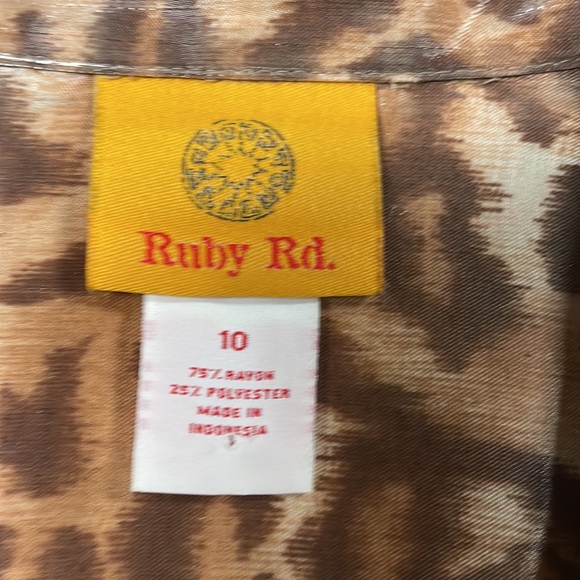 Ruby Rd.
10
75% RAYON
25% POLYESTER
MADE IN
INDONESIA